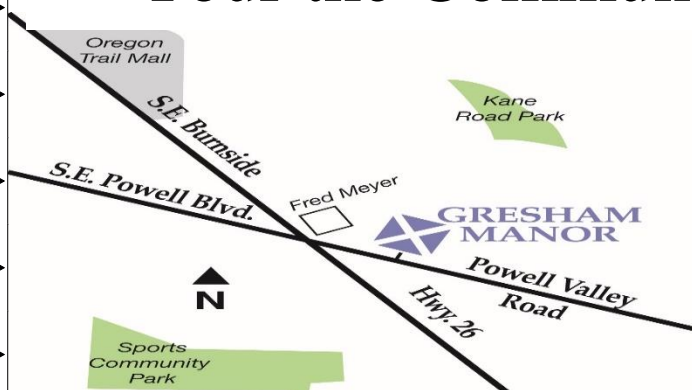 Oregon
Trail Mall
S.E. Burnside
Kane
Road Park
S.E. Powell Blvd.
Fred Meyer
GRESHAM
MANOR
Powell Valley
Road
N
Hwy. 26
Sports
Community
Park